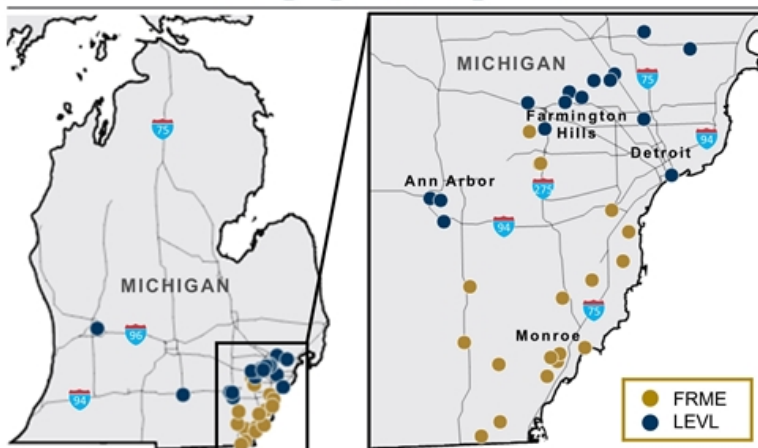 75
MICHIGAN
96
94
MICHIGAN
75
Farmington
Hills
94
Detroit
Ann Arbor
275
94
75
Monroe
FRME
LEVL